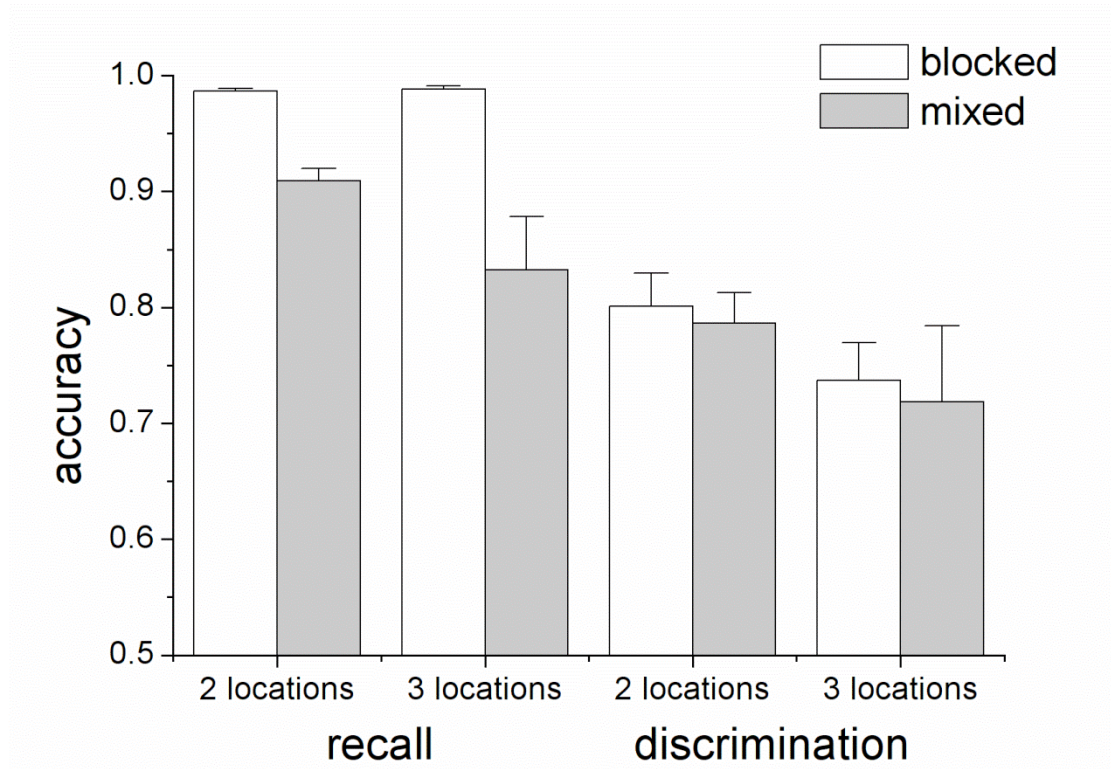 blocked
mixed
1.0
0.9
0.8
0.7
0.6
0.5
accuracy
2 locations 3 locations 2 locations 3 locations
recall discrimination